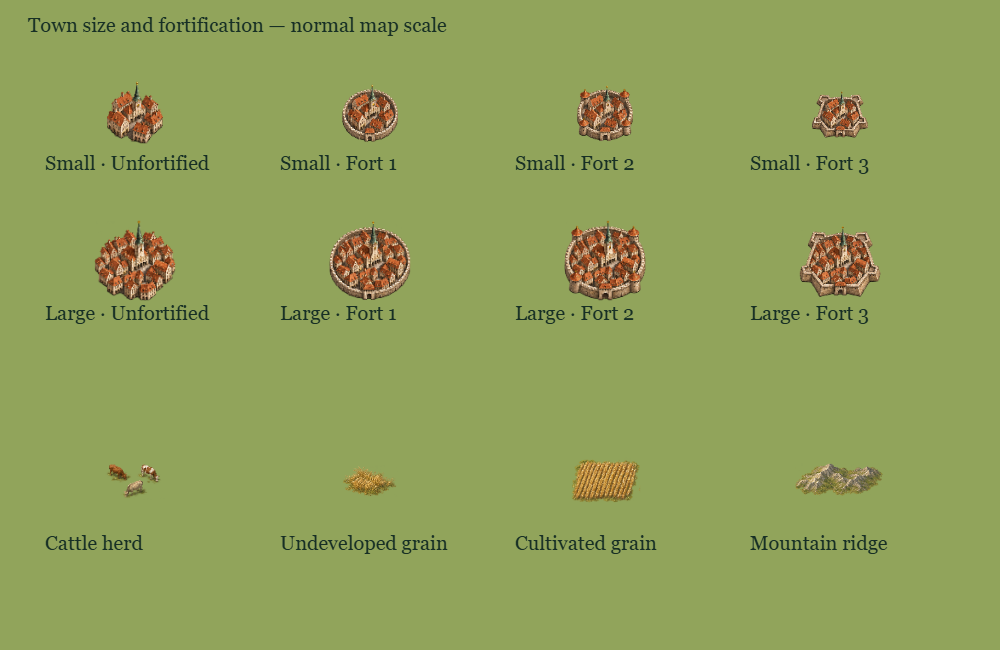 Town size and fortification — normal map scale
Small · Unfortified
Small · Fort 1
Small · Fort 2
Small · Fort 3
Large · Unfortified
Large · Fort 1
Large · Fort 2
Large · Fort 3
Cattle herd
Undeveloped grain
Cultivated grain
Mountain ridge